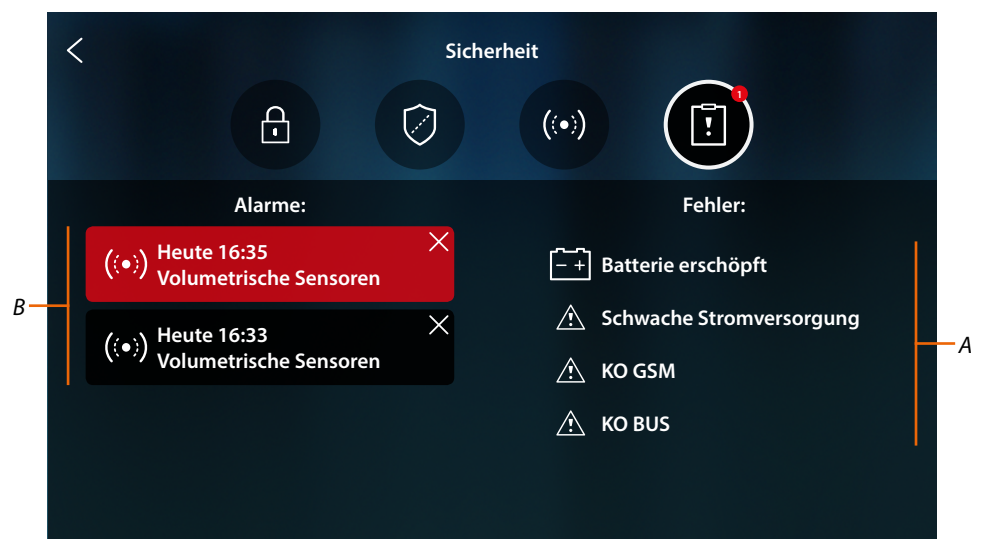 Sicherheit
1
Alarme:
Fehler:
Heute 16:35
Volumetrische Sensoren
Heute 16:33
Volumetrische Sensoren
Batterie erschöpft
Schwache Stromversorgung
KO GSM
KO BUS
B
A